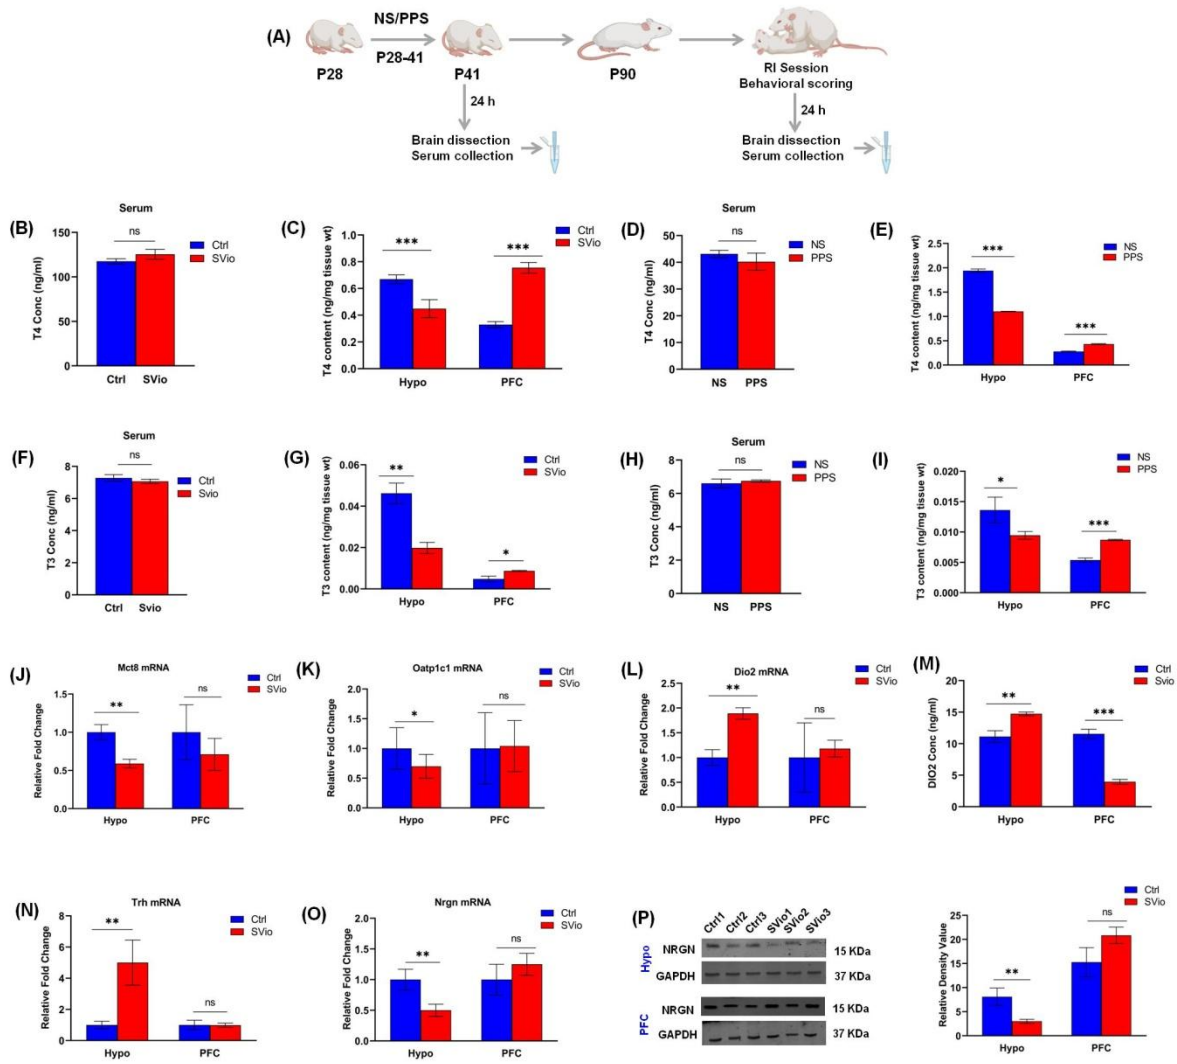 (A)
NS/PPS
P28-41
P28
P41
P90
RI Session
Behavioral scoring
24 h
24 h
Brain dissection
Serum collection
Brain dissection
Serum collection
(B)
Serum
ns
Ctrl
SVio
T4 Conc (ng/ml)
150
100
50
0
Ctrl SVio
(C)
***
***
Ctrl
SVio
T4 content (ng/mg tissue wt)
1.0
0.8
0.6
0.4
0.2
0.0
Hypo PFC
(D)
Serum
ns
NS
PPS
T4 Conc (ng/ml)
50
40
30
20
10
0
NS PPS
(E)
***
***
NS
PPS
T4 content (ng/mg tissue wt)
2.5
2.0
1.5
1.0
0.5
0.0
Hypo PFC
(F)
Serum
ns
Ctrl
Svio
T3 Conc (ng/ml)
8
6
4
2
0
Ctrl Svio
(G)
**
*
Ctrl
SVio
T3 content (ng/mg tissue wt)
0.06
0.04
0.02
0.00
Hypo PFC
(H)
Serum
ns
NS
PPS
T3 Conc (ng/ml)
8
6
4
2
0
NS PPS
(I)
*
***
NS
PPS
T3 content (ng/mg tissue wt)
0.020
0.015
0.010
0.005
0.000
Hypo PFC
(J)
Mct8 mRNA
**
ns
Ctrl
SVio
Relative Fold Change
1.5
1.0
0.5
0.0
Hypo PFC
(K)
Oatp1c1 mRNA
*
ns
Ctrl
SVio
Relative Fold Change
2.0
1.5
1.0
0.5
0.0
Hypo PFC
(L)
Dio2 mRNA
**
ns
Ctrl
SVio
Relative Fold Change
2.5
2.0
1.5
1.0
0.5
0.0
Hypo PFC
(M)
**
***
Ctrl
Svio
DIO2 Conc (ng/ml)
20
15
10
5
0
Hypo PFC
(N)
Trh mRNA
**
ns
Ctrl
SVio
Relative Fold Change
8
6
4
2
0
Hypo PFC
(O)
Nrgn mRNA
**
ns
Ctrl
SVio
Relative Fold Change
2.0
1.5
1.0
0.5
0.0
Hypo PFC
(P)
Ctrl1 Ctrl2 Ctrl3 SVio1 SVio2 SVio3
Hypo
NRGN 15 KDa
GAPDH 37 KDa
PFC
NRGN 15 KDa
GAPDH 37 KDa
**
ns
Ctrl
SVio
Relative Density Value
25
20
15
10
5
0
Hypo PFC